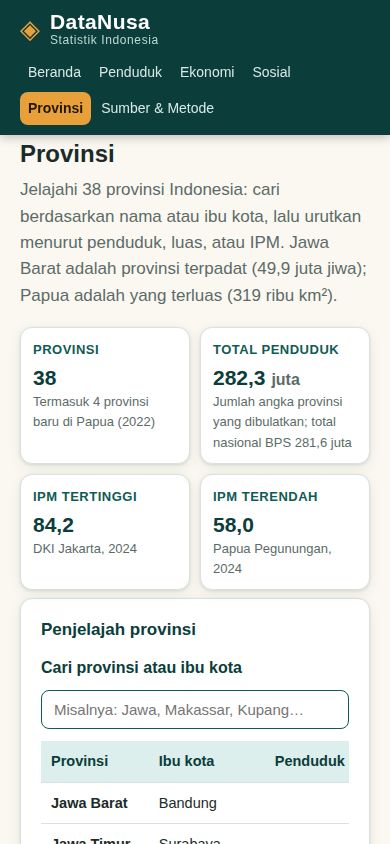 DataNusa
Statistik Indonesia
Beranda Penduduk Ekonomi Sosial
Provinsi Sumber & Metode
Provinsi
Jelajahi 38 provinsi Indonesia: cari
berdasarkan nama atau ibu kota, lalu urutkan
menurut penduduk, luas, atau IPM. Jawa
Barat adalah provinsi terpadat (49,9 juta jiwa);
Papua adalah yang terluas (319 ribu km²).
PROVINSI
38
Termasuk 4 provinsi
baru di Papua (2022)
TOTAL PENDUDUK
282,3 juta
Jumlah angka provinsi
yang dibulatkan; total
nasional BPS 281,6 juta
IPM TERTINGGI
84,2
DKI Jakarta, 2024
IPM TERENDAH
58,0
Papua Pegunungan,
2024
Penjelajah provinsi
Cari provinsi atau ibu kota
Misalnya: Jawa, Makassar, Kupang…
Provinsi Ibu kota Penduduk
Jawa Barat Bandung
Jawa Timur Surabaya